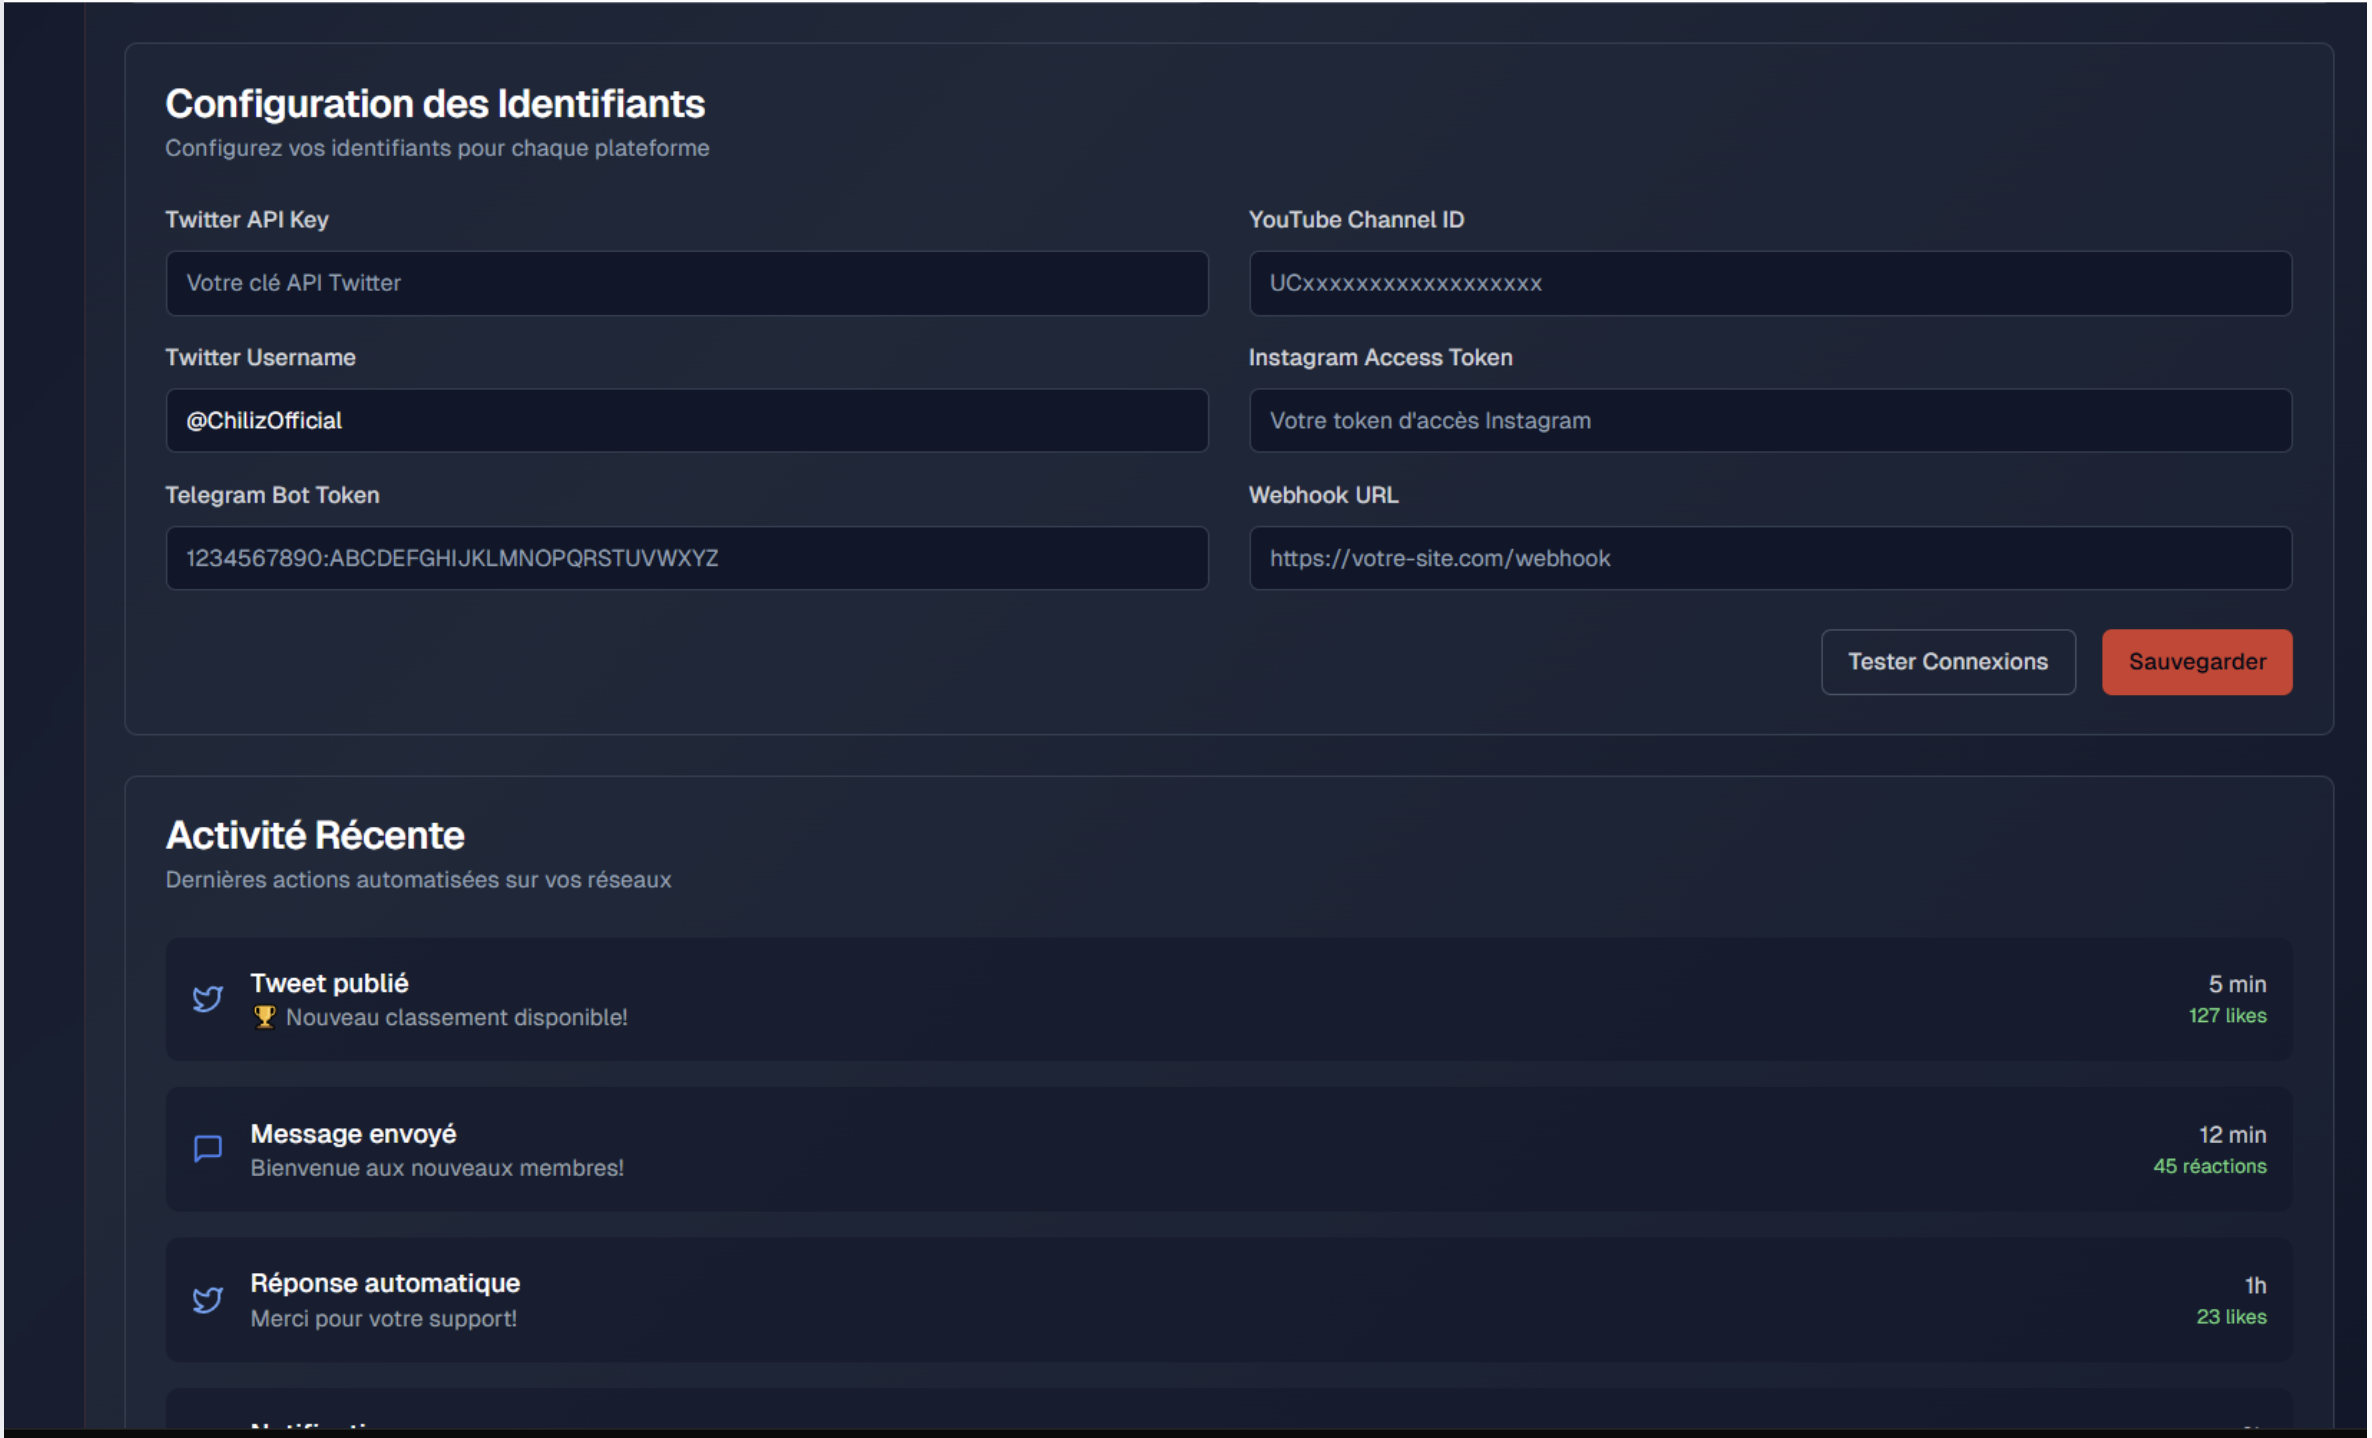 Configuration des Identifiants
Configurez vos identifiants pour chaque plateforme
Twitter API Key
Votre clé API Twitter
YouTube Channel ID
UCxxxxxxxxxxxxxxxxxx
Twitter Username
@ChilizOfficial
Instagram Access Token
Votre token d'accès Instagram
Telegram Bot Token
1234567890:ABCDEFGHIJKLMNOPQRSTUVWXYZ
Webhook URL
https://votre-site.com/webhook
Tester Connexions
Sauvegarder
Activité Récente
Dernières actions automatisées sur vos réseaux
Tweet publié
🏆 Nouveau classement disponible!
5 min
127 likes
Message envoyé
Bienvenue aux nouveaux membres!
12 min
45 réactions
Réponse automatique
Merci pour votre support!
1h
23 likes